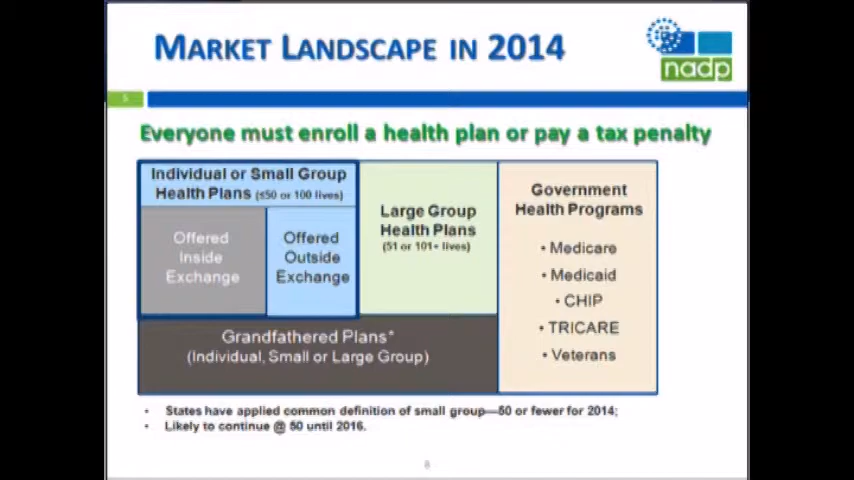 MARKET LANDSCAPE IN 2014
nadp
5
Everyone must enroll a health plan or pay a tax penalty
Individual or Small Group
Health Plans (≤50 or 100 lives)
Offered
Inside
Exchange
Offered
Outside
Exchange
Large Group
Health Plans
(51 or 101+ lives)
Government
Health Programs
• Medicare
• Medicaid
• CHIP
• TRICARE
• Veterans
Grandfathered Plans*
(Individual, Small or Large Group)
• States have applied common definition of small group—50 or fewer for 2014;
• Likely to continue @ 50 until 2016.
8